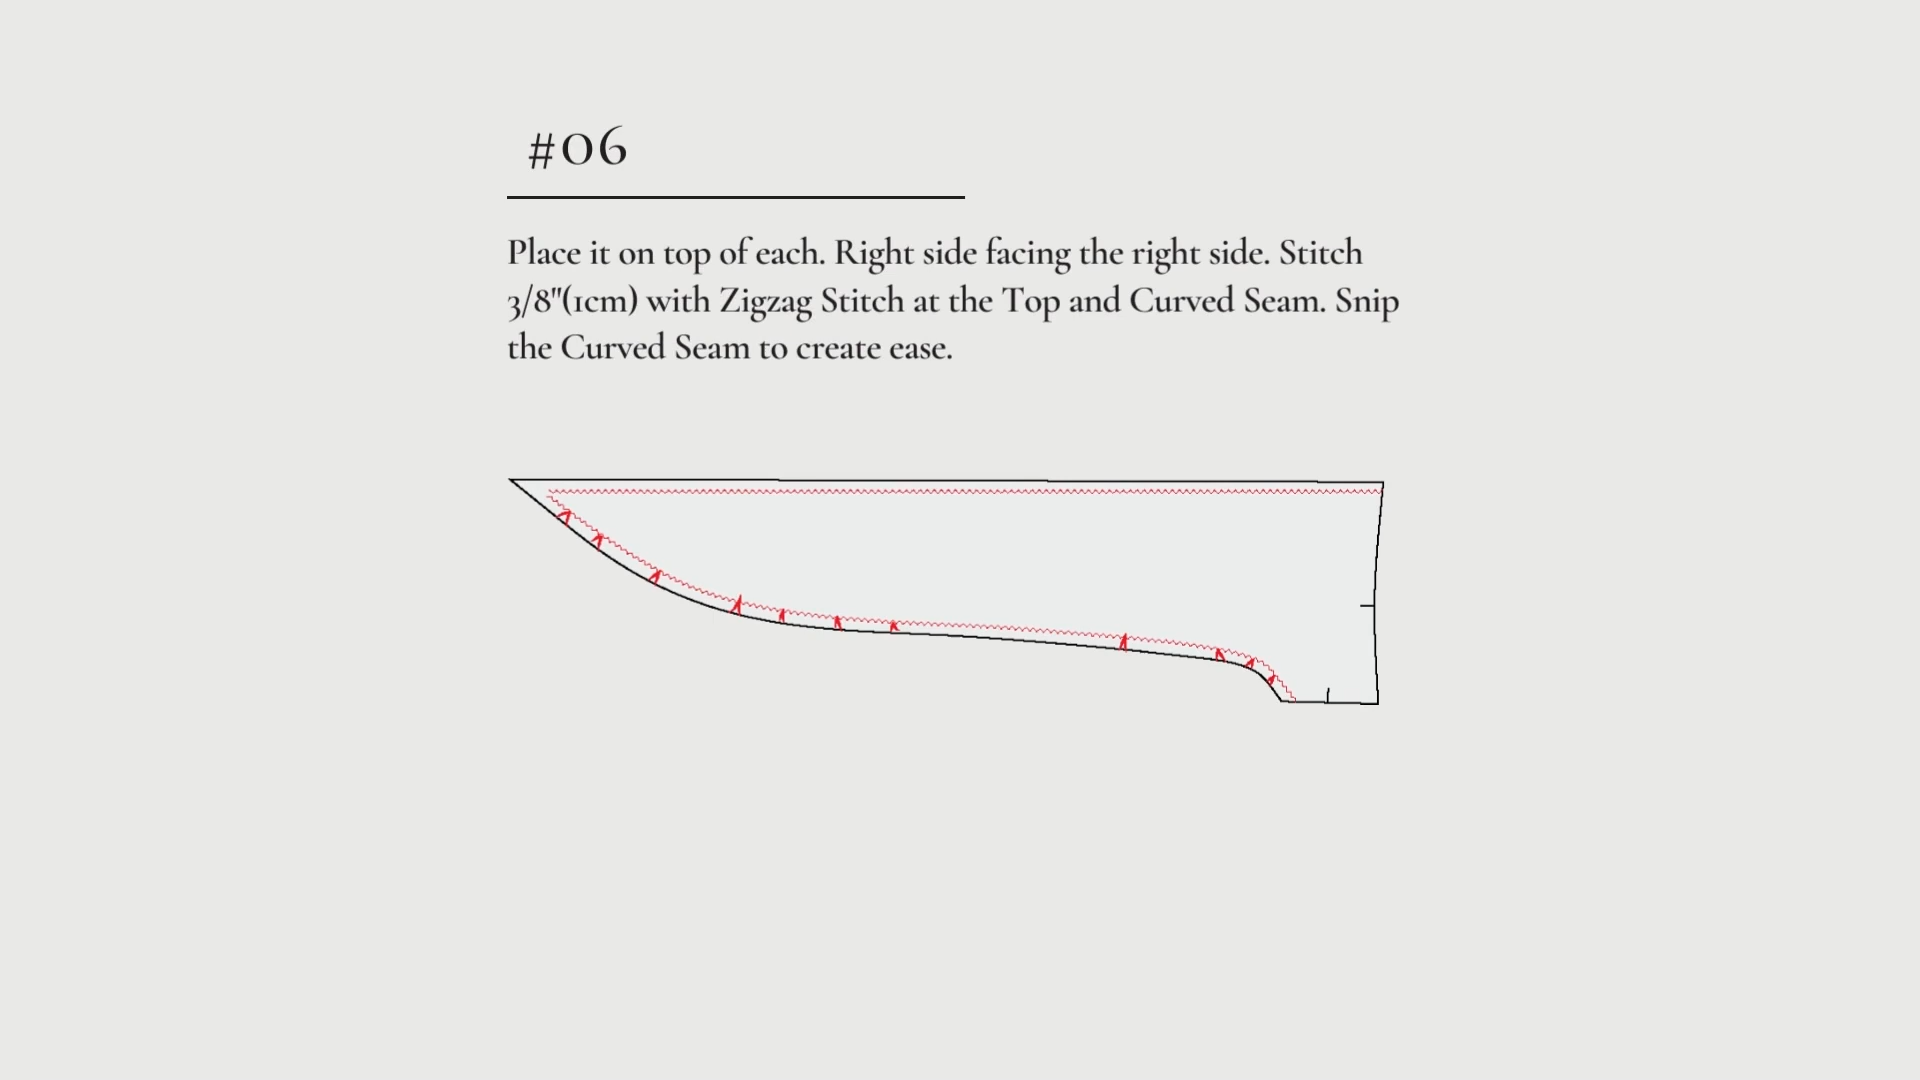 #06
Place it on top of each. Right side facing the right side. Stitch
3/8"(1cm) with Zigzag Stitch at the Top and Curved Seam. Snip
the Curved Seam to create ease.